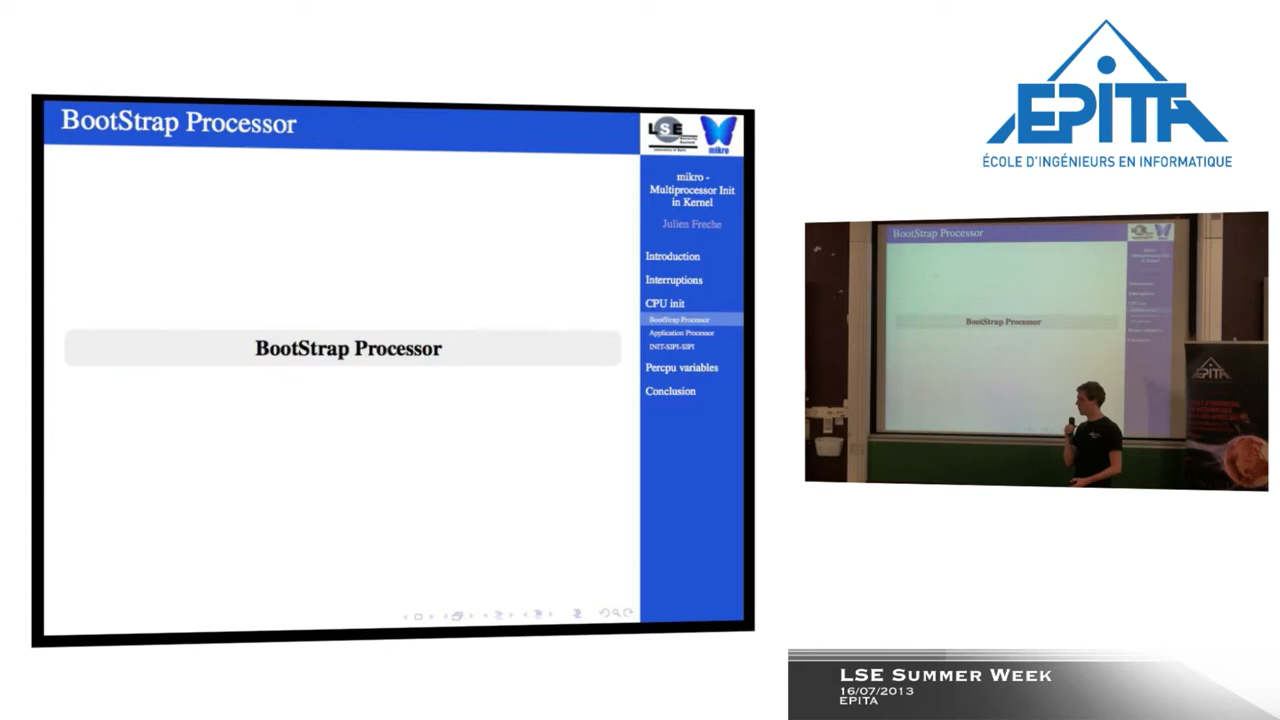 BootStrap Processor
LSE
mikro
mikro -
Multiprocessor Init
in Kernel
Julien Freche
Introduction
Interruptions
CPU init
BootStrap Processor
Application Processor
INIT-SIPI-SIPI
Percpu variables
Conclusion
BootStrap Processor
EPITA
ÉCOLE D'INGÉNIEURS EN INFORMATIQUE
BootStrap Processor
BootStrap Processor
EPITA
LSE Summer Week
16/07/2013
EPITA